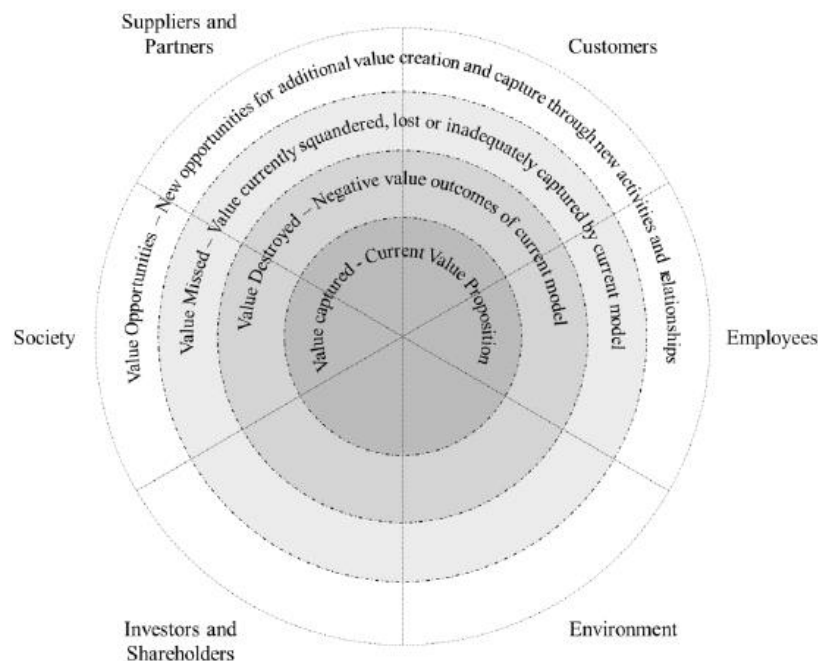 Suppliers and
Partners
Customers
Value Opportunities – New opportunities for additional value creation and capture through new activities and relationships
Value Missed – Value currently squandered, lost or inadequately captured by current model
Value Destroyed – Negative value outcomes of current model
Value captured - Current Value Proposition
Society
Employees
Investors and
Shareholders
Environment